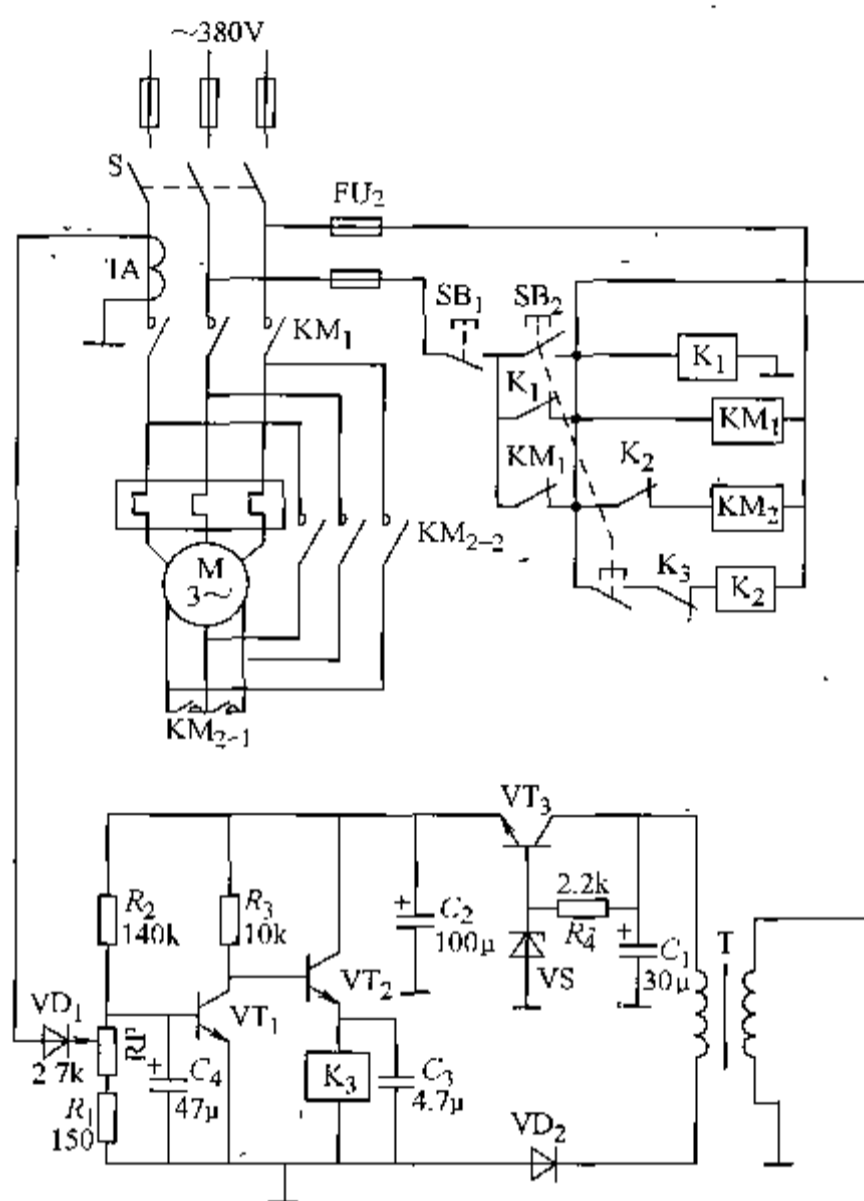 ~380V
S
FU₂
TA
KM₁
SB₁
SB₂
K₁
K₁
KM₁
KM₁
K₂
KM₂
KM₂₋₂
M
3~
K₃
K₂
KM₂₋₁
VT₃
R₂
140k
R₃
10k
C₂
100μ
2.2k
R₄
VS
C₁
30μ
T
VD₁
2.7k
RP
VT₁
VT₂
C₄
47μ
K₃
C₃
4.7μ
R₁
150
VD₂